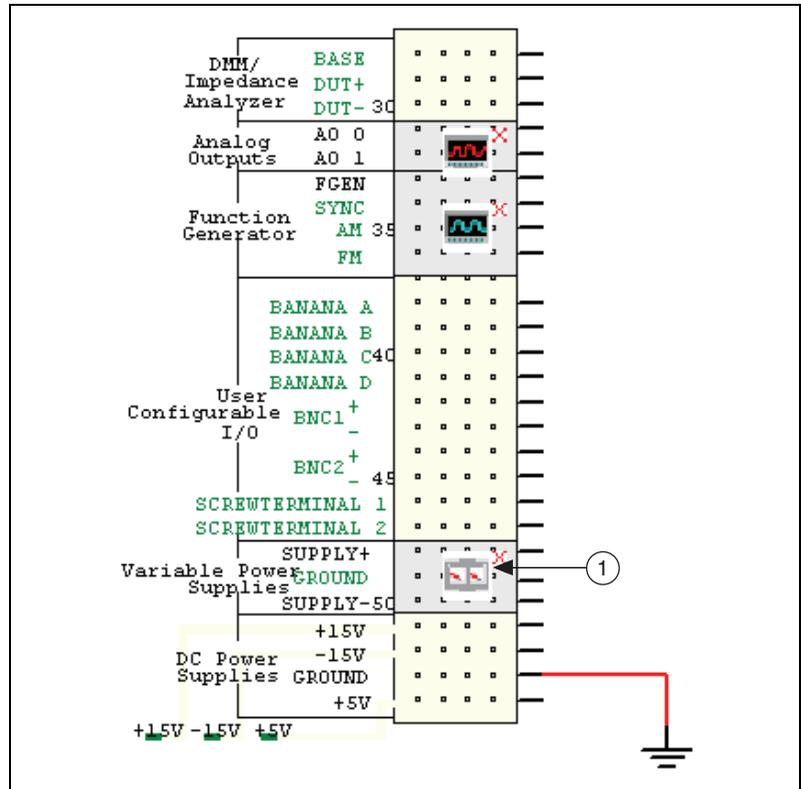 DMM/
Impedance
Analyzer
BASE
DUT+
DUT- 30
Analog
Outputs
AO 0
AO 1
Function
Generator
FGEN
SYNC
AM 35
FM
User
Configurable
I/O
BANANA A
BANANA B
BANANA C 40
BANANA D
BNC1 +
-
BNC2 +
- 45
SCREWTERMINAL 1
SCREWTERMINAL 2
Variable Power
Supplies
SUPPLY+
GROUND
SUPPLY- 50
1
DC Power
Supplies
+15V
-15V
GROUND
+5V
+15V -15V +5V